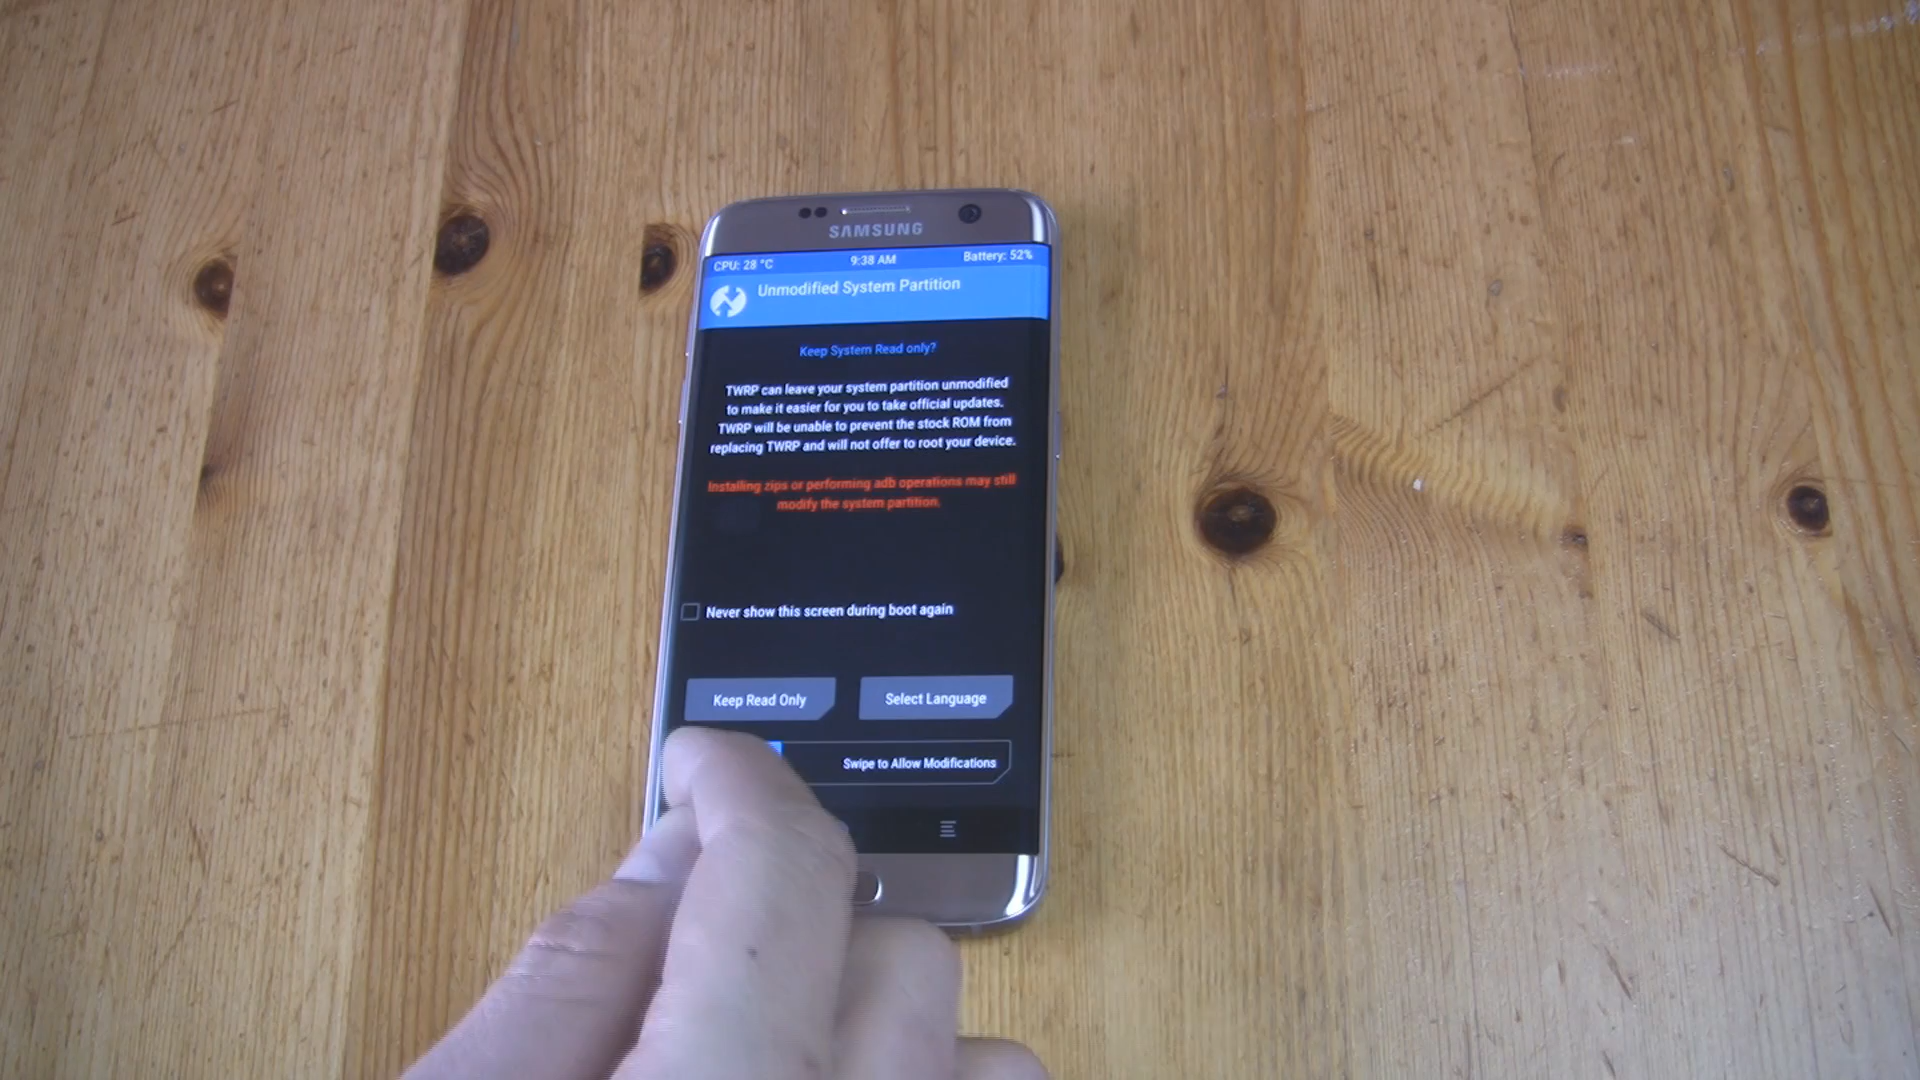 SAMSUNG
CPU: 28 °C 9:38 AM Battery: 52%
Unmodified System Partition
Keep System Read only?
TWRP can leave your system partition unmodified
to make it easier for you to take official updates.
TWRP will be unable to prevent the stock ROM from
replacing TWRP and will not offer to root your device.
Installing zips or performing adb operations may still
modify the system partition.
Never show this screen during boot again
Keep Read Only Select Language
Swipe to Allow Modifications